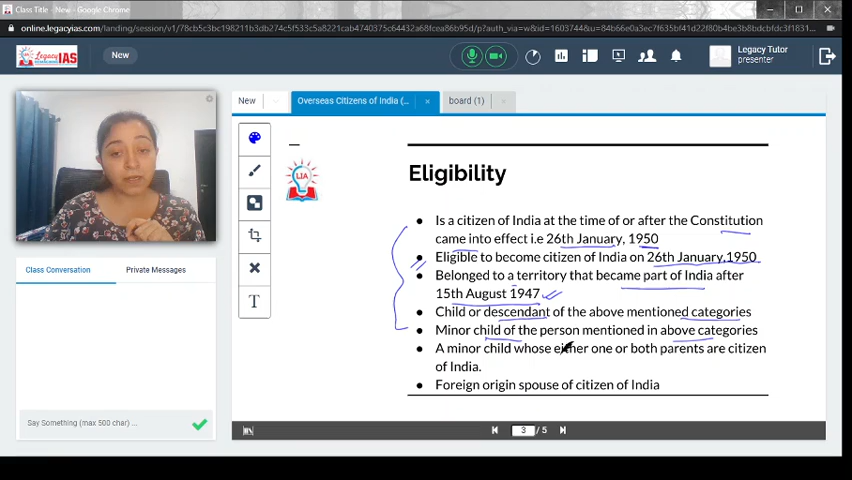 Class Title - New - Google Chrome
Legacy IAS
New
Legacy Tutor
presenter
New
Overseas Citizens of India (...
board (1)
LIA
Eligibility
Is a citizen of India at the time of or after the Constitution
came into effect i.e 26th January, 1950
Eligible to become citizen of India on 26th January,1950
Belonged to a territory that became part of India after
15th August 1947
Child or descendant of the above mentioned categories
Minor child of the person mentioned in above categories
A minor child whose either one or both parents are citizen
of India.
Foreign origin spouse of citizen of India
Class Conversation
Private Messages
T
Say Something (max 500 char) ...
3 / 5